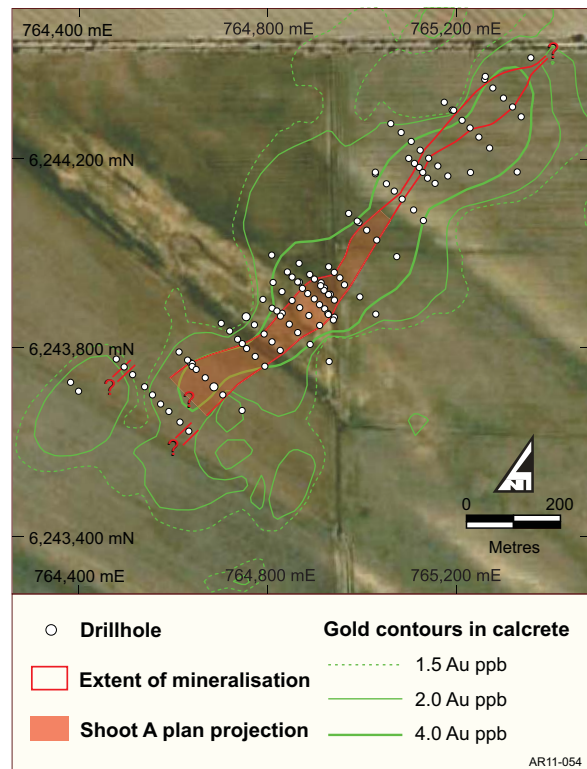 764,400 mE 764,800 mE 765,200 mE
?
6,244,200 mN
6,243,800 mN
?
?
?
N
0 200
Metres
6,243,400 mN
764,400 mE 764,800 mE 765,200 mE
Drillhole
Extent of mineralisation
Shoot A plan projection
Gold contours in calcrete
1.5 Au ppb
2.0 Au ppb
4.0 Au ppb
AR11-054